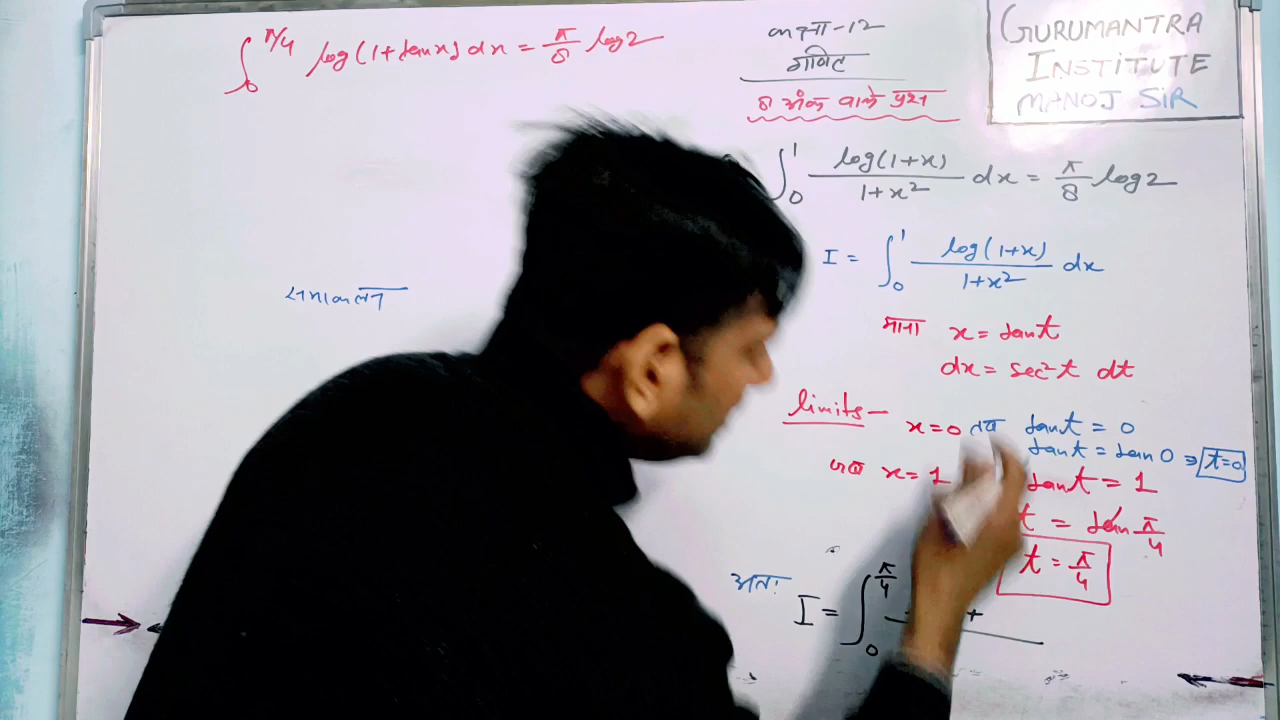 ∫₀^π/4 log(1+tanx) dx = π/8 log2
कक्षा-12
गणित
8 अंक वाले प्रश्न
GURUMANTRA
INSTITUTE
MANOJ SIR
∫₀¹ log(1+x)/1+x² dx = π/8 log2
I = ∫₀¹ log(1+x)/1+x² dx
माना x = tant
dx = sec²t dt
limits-
x=0 तब tant = 0
tant = tan0 ⇒ t=0
जब x=1 tant = 1
t = tan π/4
t = π/4
अतः
I = ∫₀^π/4 +